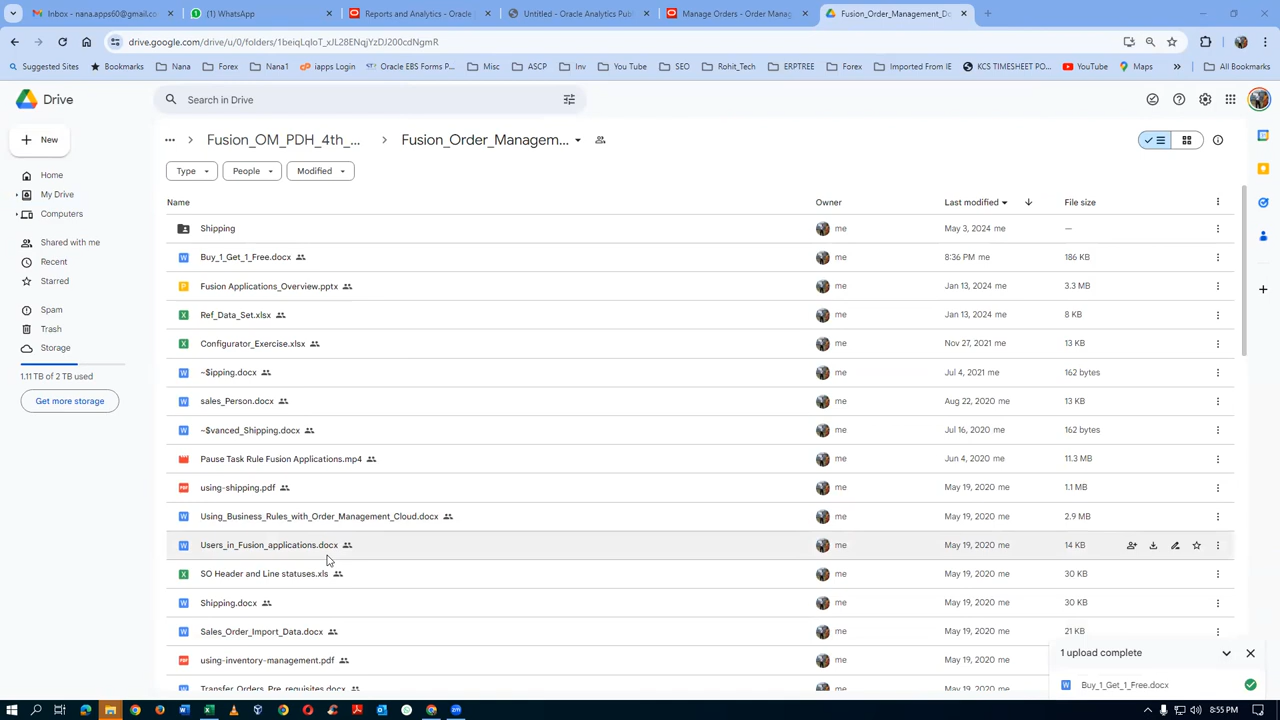 Inbox - nana.apps60@gmail.co
(1) WhatsApp
Reports and Analytics - Oracle
Untitled - Oracle Analytics Pub
Manage Orders - Order Manag
Fusion_Order_Management_Do
drive.google.com/drive/u/0/folders/1beiqLqIoT_xJL28ENqjYzDJ200cdNgmR
Suggested Sites
Bookmarks
Nana
Forex
Nana1
iapps Login
Oracle EBS Forms P...
Misc
ASCP
Inv
You Tube
SEO
Rohit_Tech
ERPTREE
Forex
Imported From IE
KCS TIMESHEET PO...
YouTube
Maps
»
All Bookmarks
Drive
Search in Drive
New
Home
My Drive
Computers
Shared with me
Recent
Starred
Spam
Trash
Storage
1.11 TB of 2 TB used
Get more storage
Fusion_OM_PDH_4th_...
Fusion_Order_Managem...
Type
People
Modified
Name Owner Last modified File size
Shipping me May 3, 2024 me —
Buy_1_Get_1_Free.docx me 8:36 PM me 186 KB
Fusion Applications_Overview.pptx me Jan 13, 2024 me 3.3 MB
Ref_Data_Set.xlsx me Jan 13, 2024 me 8 KB
Configurator_Exercise.xlsx me Nov 27, 2021 me 13 KB
~$ipping.docx me Jul 4, 2021 me 162 bytes
sales_Person.docx me Aug 22, 2020 me 13 KB
~$vanced_Shipping.docx me Jul 16, 2020 me 162 bytes
Pause Task Rule Fusion Applications.mp4 me Jun 4, 2020 me 11.3 MB
using-shipping.pdf me May 19, 2020 me 1.1 MB
Using_Business_Rules_with_Order_Management_Cloud.docx me May 19, 2020 me 2.9 MB
Users_in_Fusion_applications.docx me May 19, 2020 me 14 KB
SO Header and Line statuses.xls me May 19, 2020 me 30 KB
Shipping.docx me May 19, 2020 me 30 KB
Sales_Order_Import_Data.docx me May 19, 2020 me 21 KB
using-inventory-management.pdf me May 19, 2020 me
Transfer_Orders_Pre_requisites.docx me May 19, 2020 me
1 upload complete
Buy_1_Get_1_Free.docx
8:55 PM